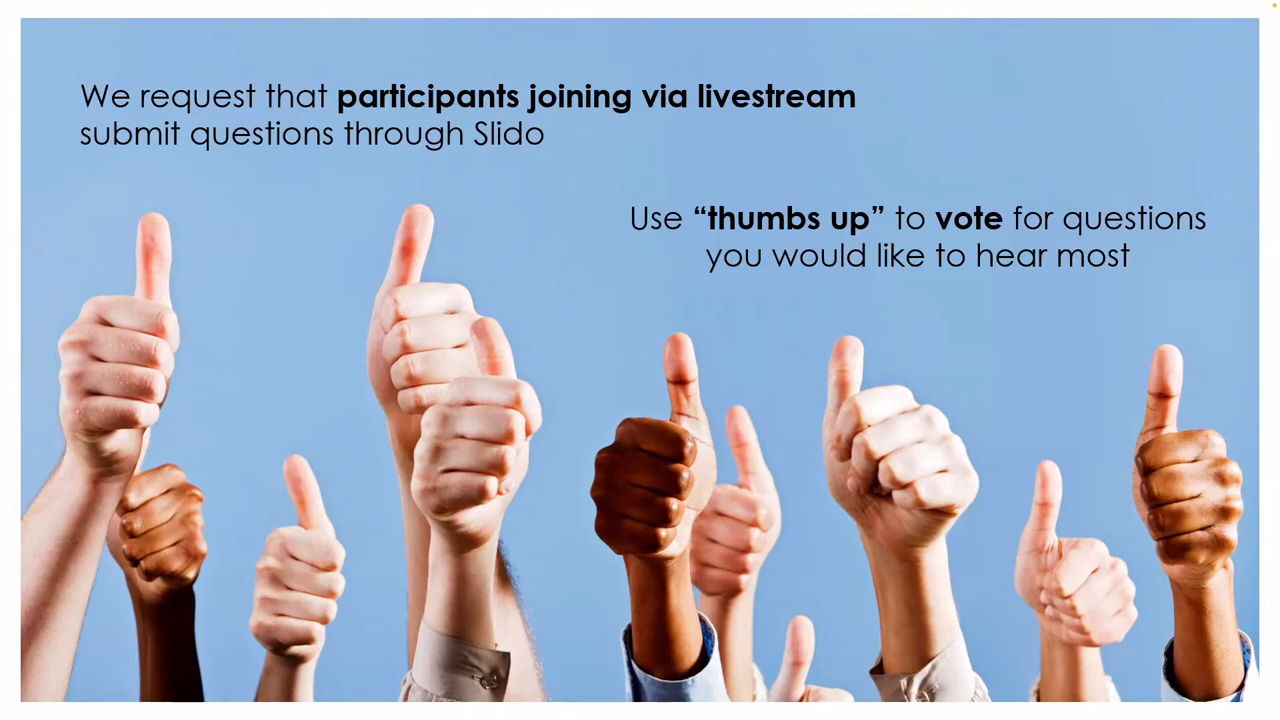 We request that participants joining via livestream
submit questions through Slido
Use “thumbs up” to vote for questions
you would like to hear most